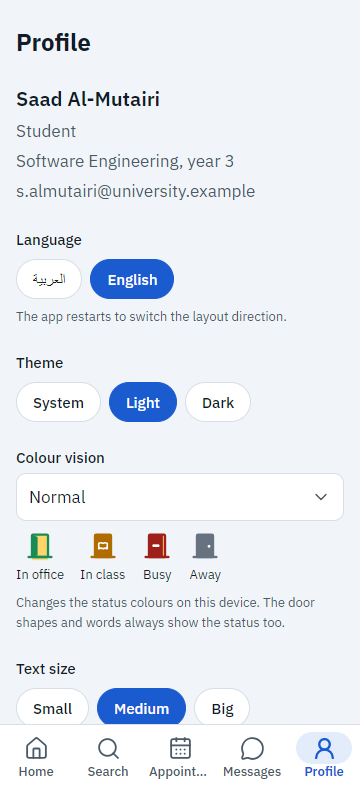 Profile
Saad Al-Mutairi
Student
Software Engineering, year 3
s.almutairi@university.example
Language
العربية English
The app restarts to switch the layout direction.
Theme
System Light Dark
Colour vision
Normal
In office In class Busy Away
Changes the status colours on this device. The door
shapes and words always show the status too.
Text size
Small Medium Big
Home Search Appoint... Messages Profile